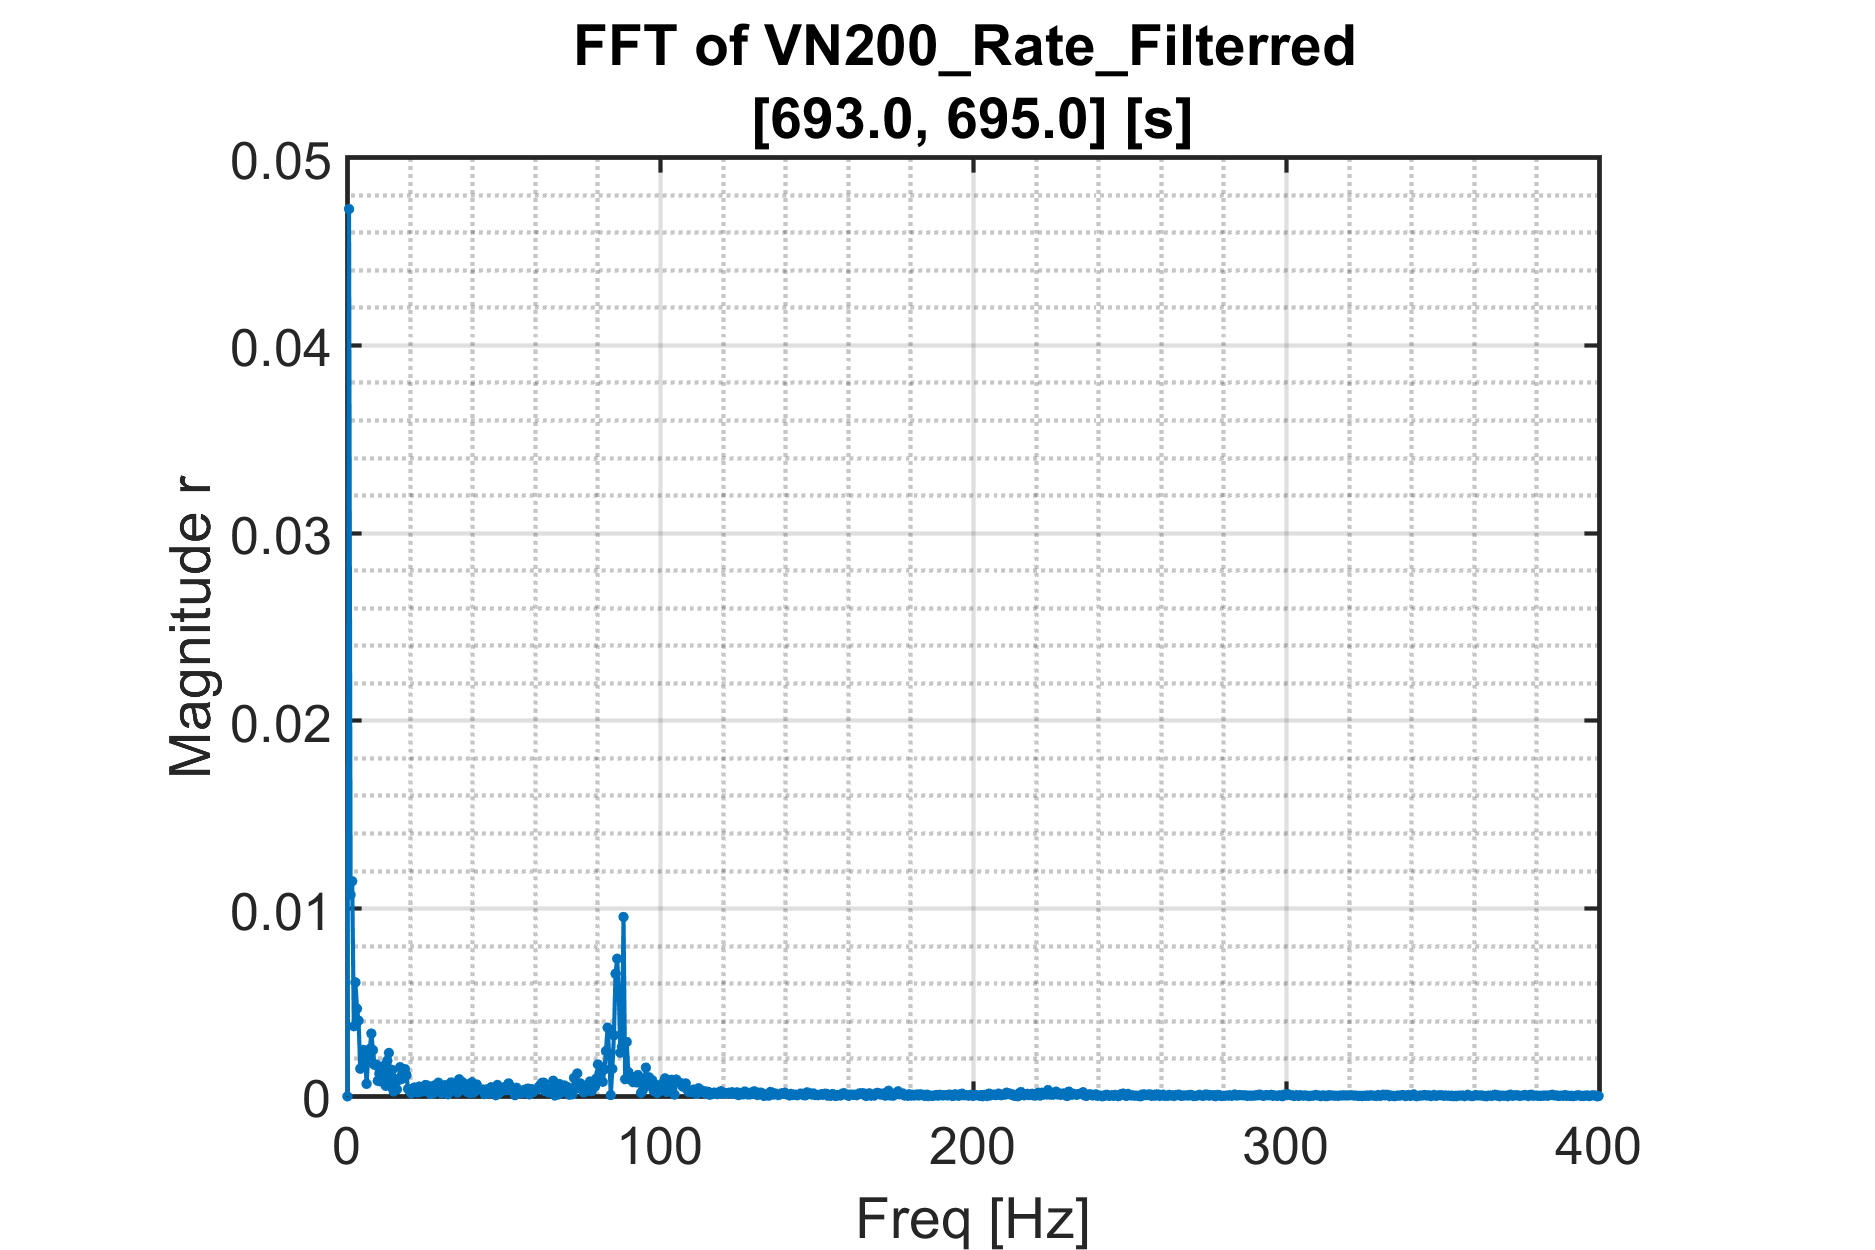 FFT of VN200_Rate_Filterred
[693.0, 695.0] [s]
0.05
0.04
0.03
0.02
0.01
0
Magnitude r
0 100 200 300 400
Freq [Hz]